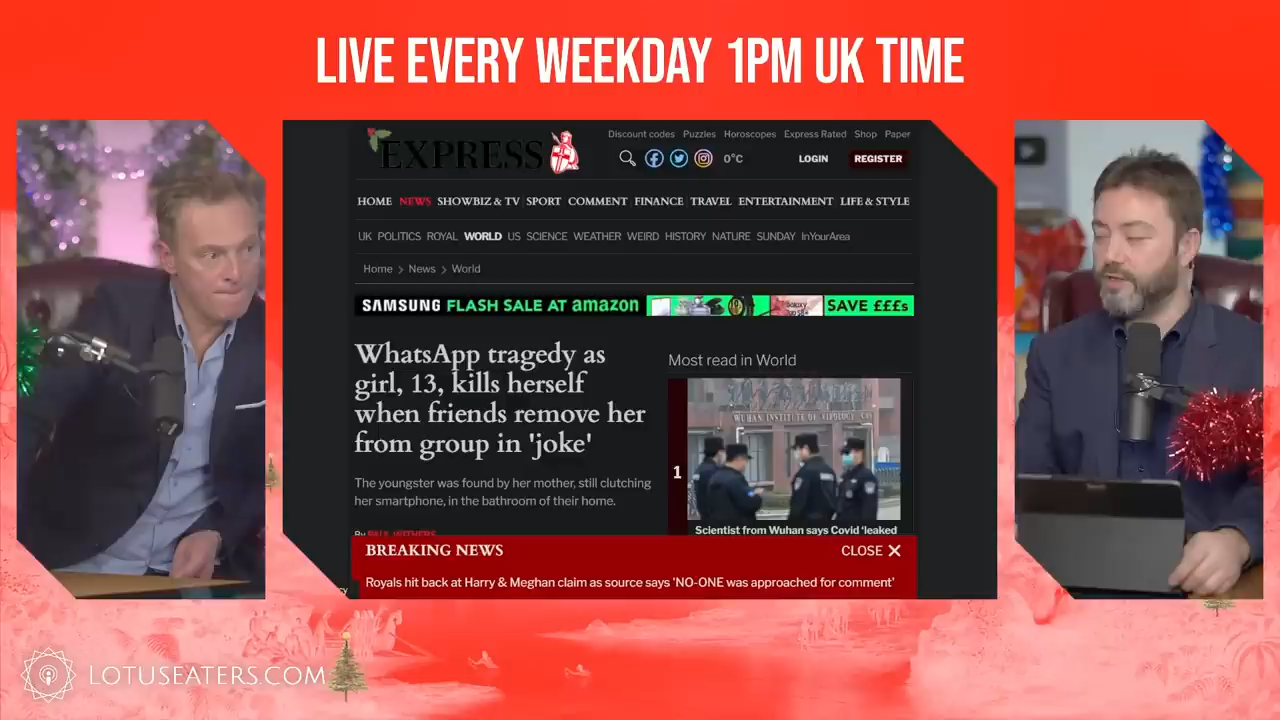 LIVE EVERY WEEKDAY 1PM UK TIME
EXPRESS
Discount codes Puzzles Horoscopes Express Rated Shop Paper
0°C LOGIN REGISTER
HOME NEWS SHOWBIZ & TV SPORT COMMENT FINANCE TRAVEL ENTERTAINMENT LIFE & STYLE
UK POLITICS ROYAL WORLD US SCIENCE WEATHER WEIRD HISTORY NATURE SUNDAY InYourArea
Home > News > World
SAMSUNG FLASH SALE AT amazon
SAVE £££s
WhatsApp tragedy as
girl, 13, kills herself
when friends remove her
from group in 'joke'
The youngster was found by her mother, still clutching
her smartphone, in the bathroom of their home.
By
Most read in World
WUHAN INSTITUTE OF VIROLOGY
1
Scientist from Wuhan says Covid 'leaked
BREAKING NEWS
CLOSE X
Royals hit back at Harry & Meghan claim as source says 'NO-ONE was approached for comment'
LOTUSEATERS.COM